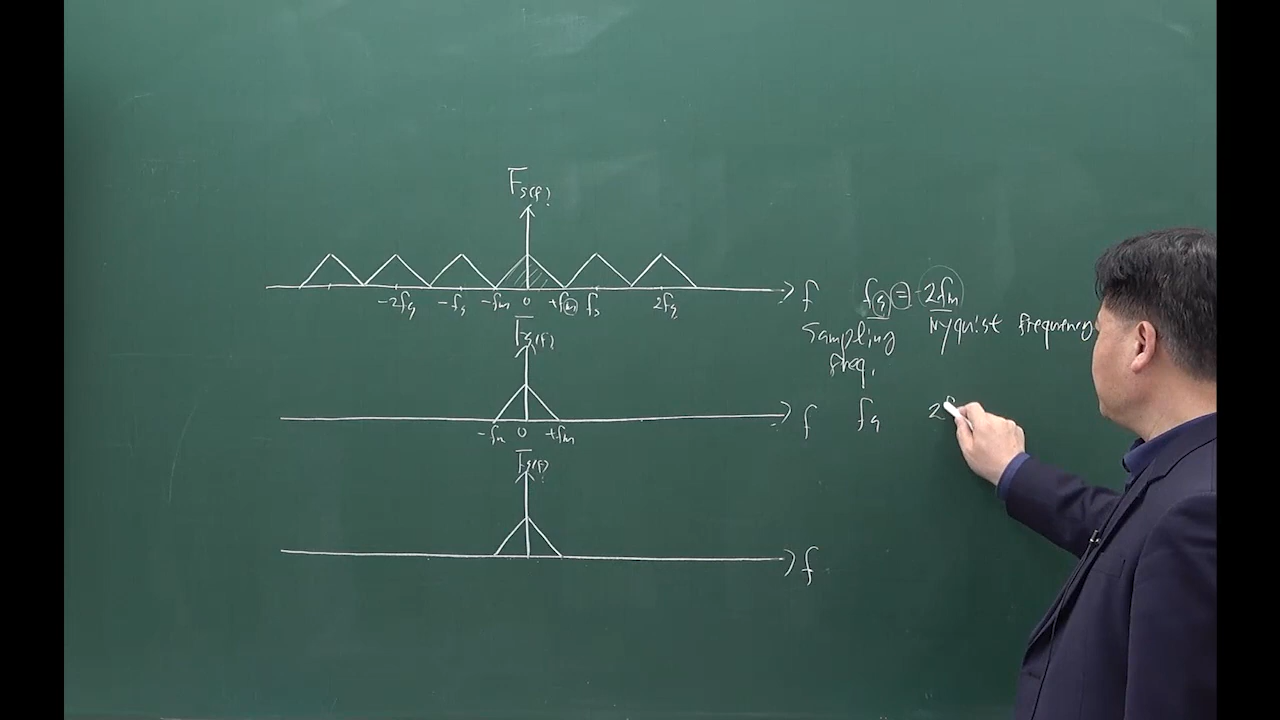 Fs(f)
-2fs -fs -fm 0 +fm fs 2fs f
fs = 2fm
Sampling freq.
Nyquist frequency
Fs(f)
-fm 0 +fm f
fs 2f
Fs(f)
f